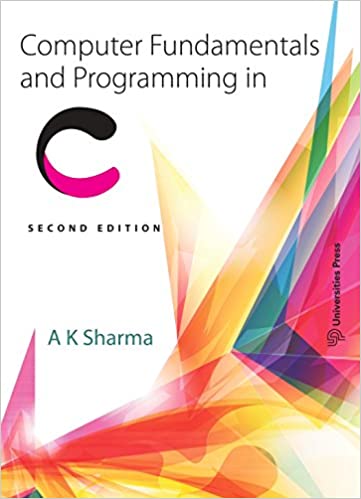 Computer Fundamentals
and Programming in
C
SECOND EDITION
A K Sharma
Universities Press